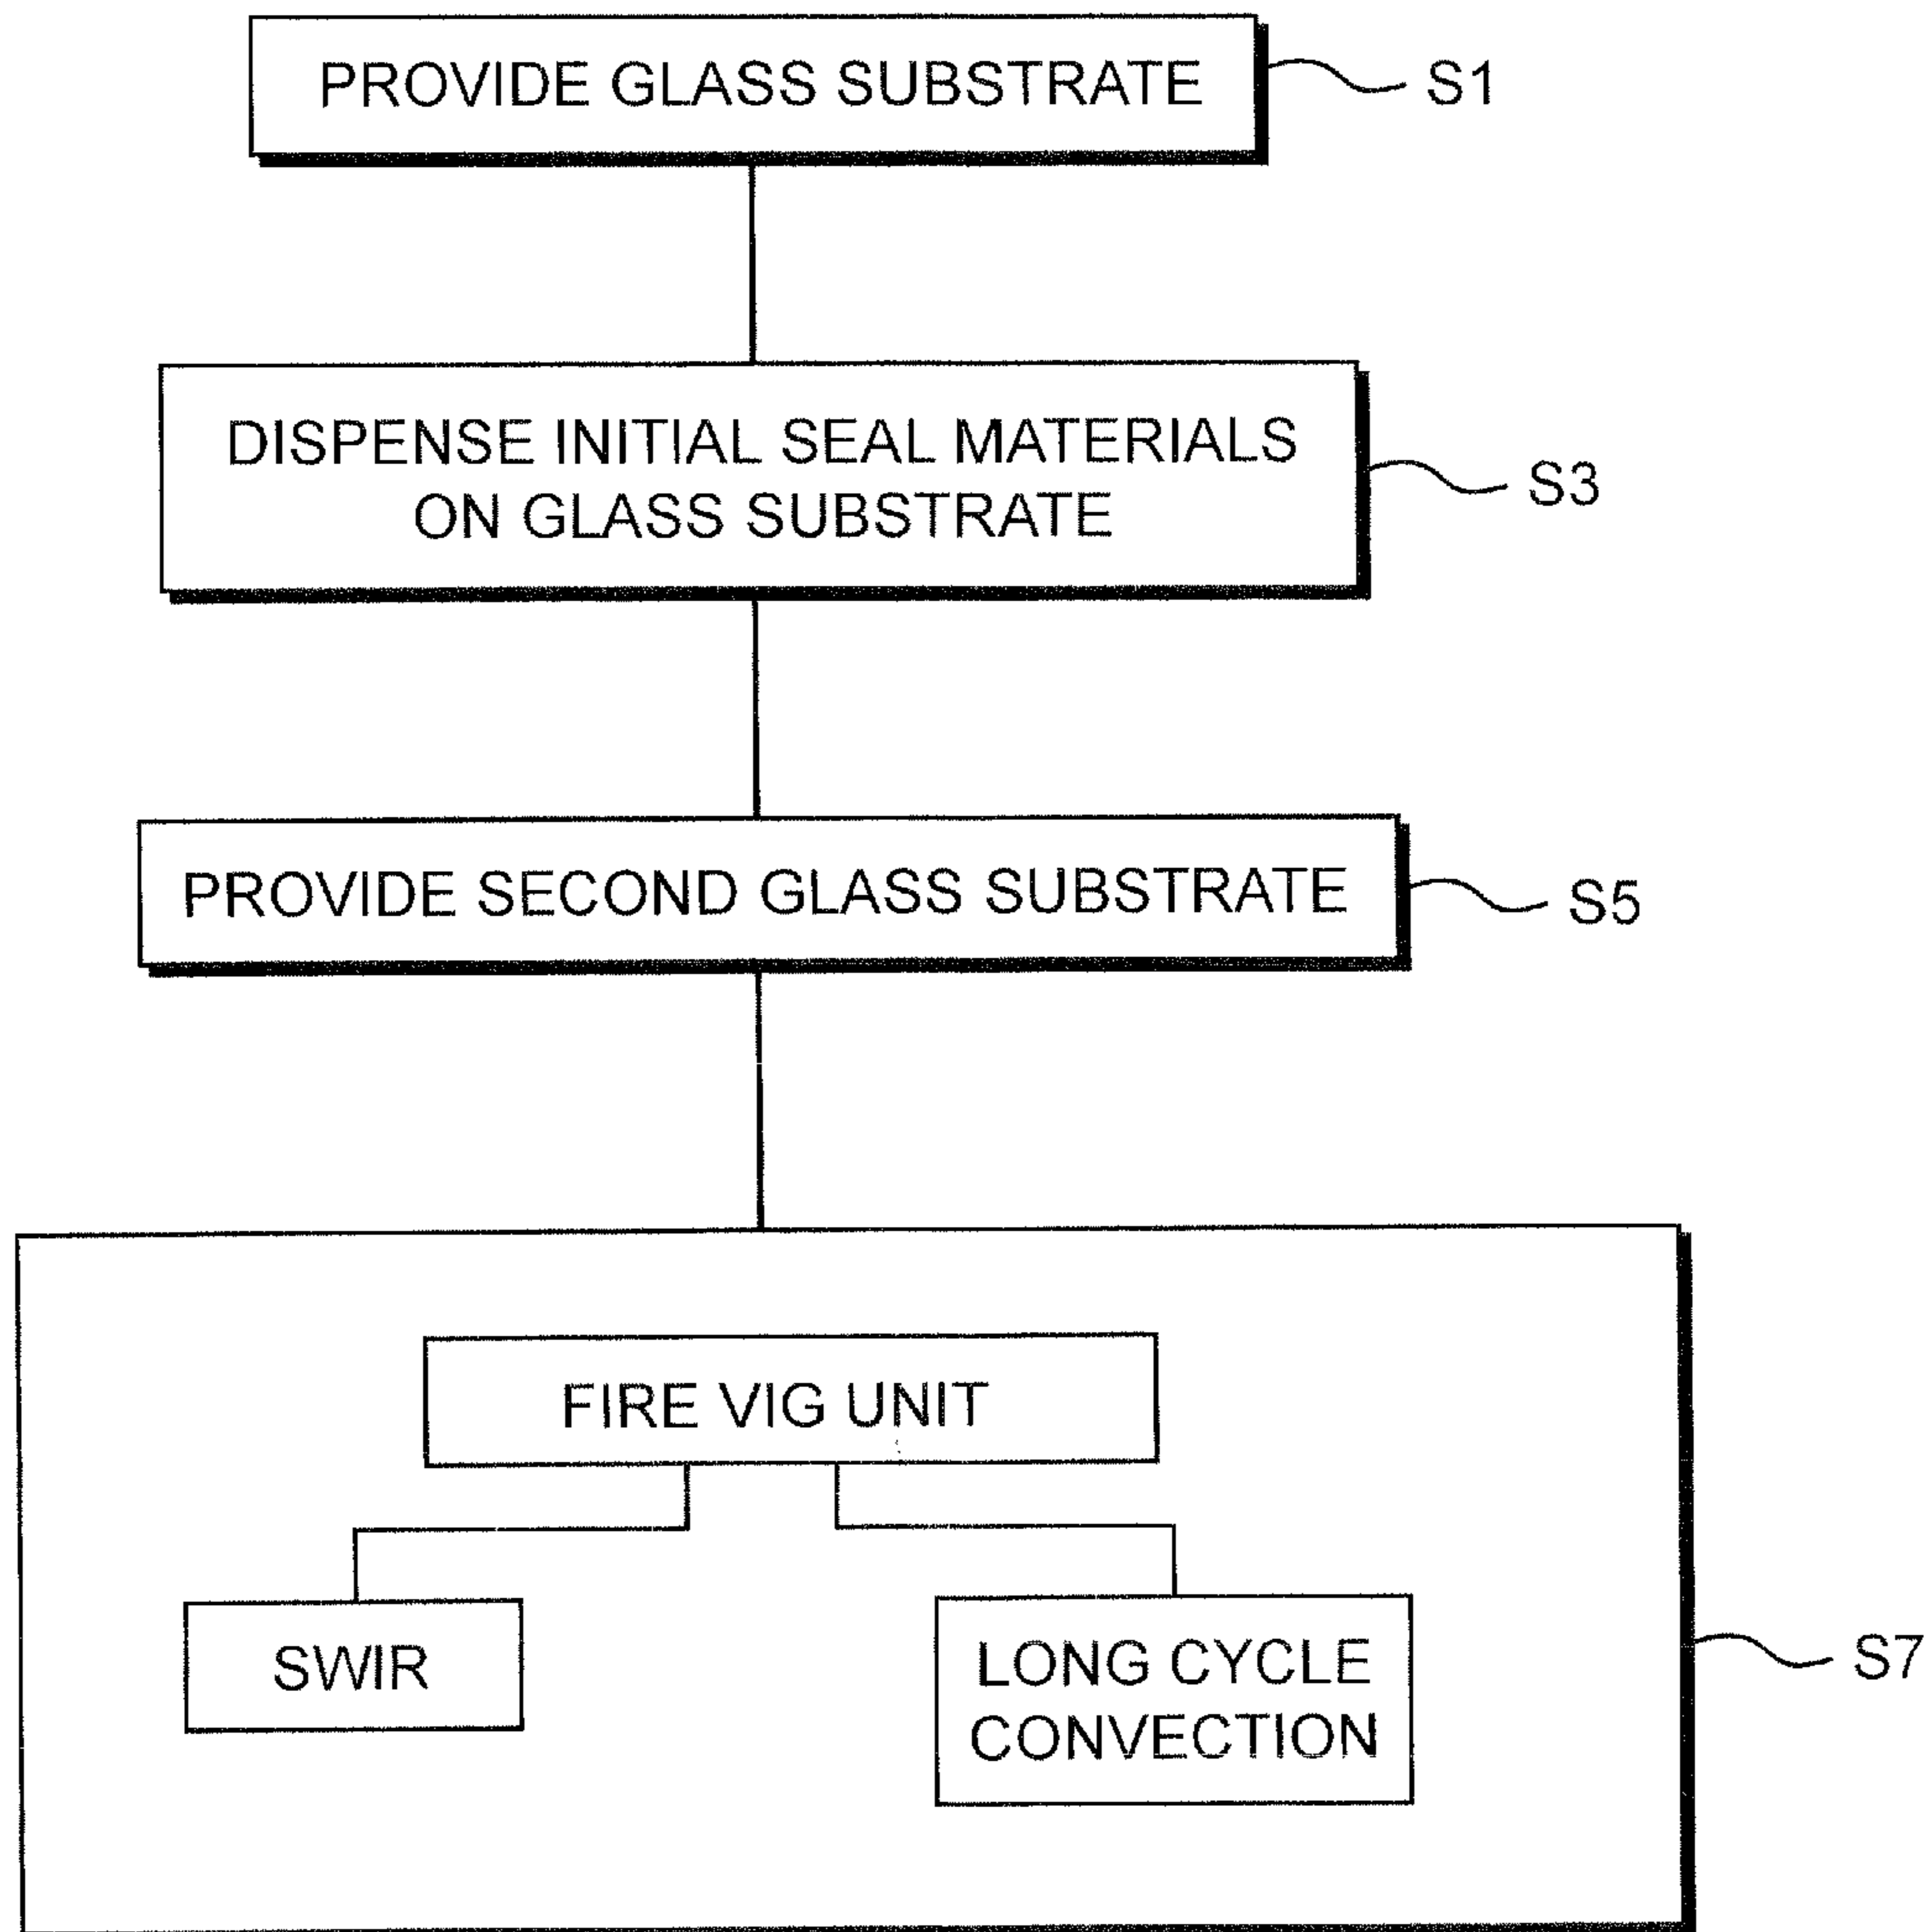 PROVIDE GLASS SUBSTRATE
S1
DISPENSE INITIAL SEAL MATERIALS
ON GLASS SUBSTRATE
S3
PROVIDE SECOND GLASS SUBSTRATE
S5
FIRE VIG UNIT
SWIR
LONG CYCLE
CONVECTION
S7